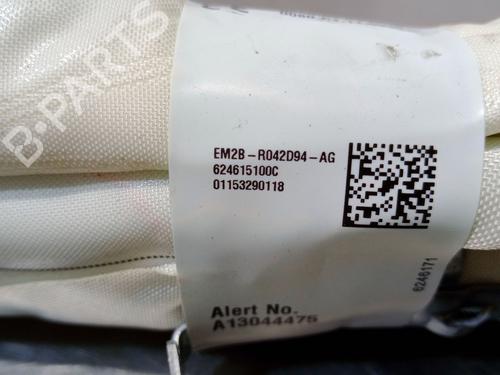 B-PARTS
EM2B-R042D94-AG
624615100C
01153290118
6246171
Alert No.
A13044475